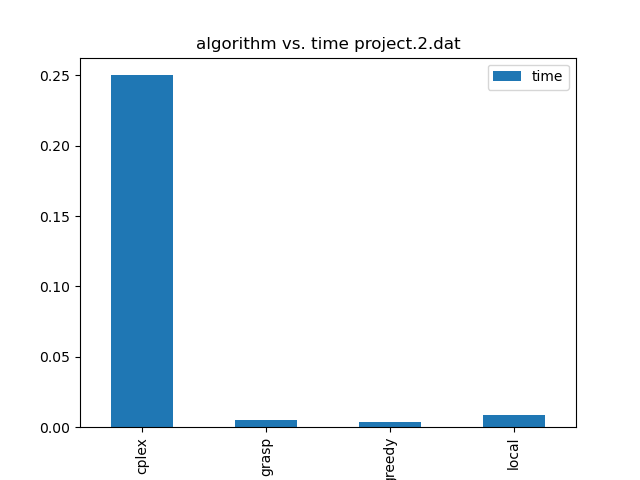 algorithm vs. time project.2.dat
time
0.25
0.20
0.15
0.10
0.05
0.00
cplex
grasp
greedy
local